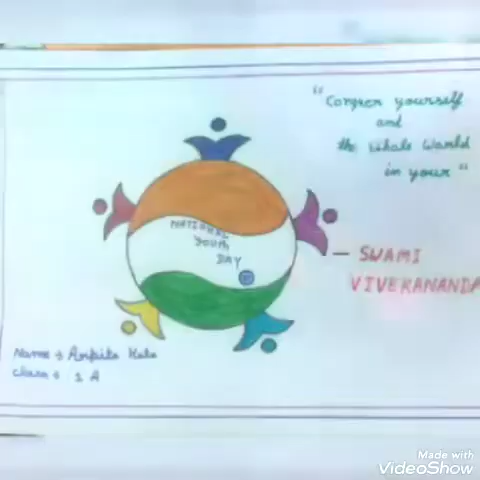 "Conquer yourself
and
the whole World
in your"
NATIONAL
YOUTH
DAY
— SWAMI
VIVEKANANDA
Name → Arpita
Class → 1 A
Made with
VideoShow